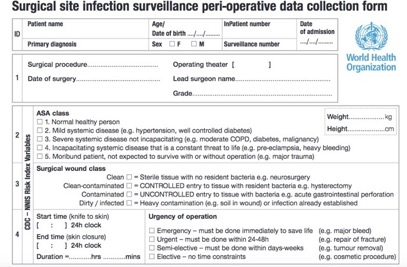 Surgical site infection surveillance peri-operative data collection form
ID
Patient name
Age/
Date of birth .../.../......
InPatient number
Date
of admission
.../.../......
Primary diagnosis
Sex ☐ F ☐ M
Surveillance number
World Health
Organization
1
Surgical procedure
Operating theater [ ]
Date of surgery
Lead surgeon name
Grade
CDC – NNIS Risk Index Variables
2
ASA class
☐ 1. Normal healthy person
☐ 2. Mild systemic disease (e.g. hypertension, well controlled diabetes)
☐ 3. Severe systemic disease not incapacitating (e.g. moderate COPD, diabetes, malignancy)
☐ 4. Incapacitating systemic disease that is a constant threat to life (e.g. pre-eclampsia, heavy bleeding)
☐ 5. Moribund patient, not expected to survive with or without operation (e.g. major trauma)
Weight.................. kg
Height..................cm
3
Surgical wound class
Clean ☐ = Sterile tissue with no resident bacteria e.g. neurosurgery
Clean-contaminated ☐ = CONTROLLED entry to tissue with resident bacteria e.g. hysterectomy
Contaminated ☐ = UNCONTROLLED entry to tissue with bacteria e.g. acute gastrointestinal perforation
Dirty / infected ☐ = Heavy contamination (e.g. soil in wound) or infection already established
4
Start time (knife to skin)
[ : ] 24h clock
End time (skin closure)
[ : ] 24h clock
Duration =.........hrs .........mins
Urgency of operation
☐ Emergency – must be done immediately to save life (e.g. major bleed)
☐ Urgent – must be done within 24-48h (e.g. repair of fracture)
☐ Semi-elective – must be done within days-weeks (e.g. tumour removal)
☐ Elective – no time constraints (e.g. cosmetic procedure)